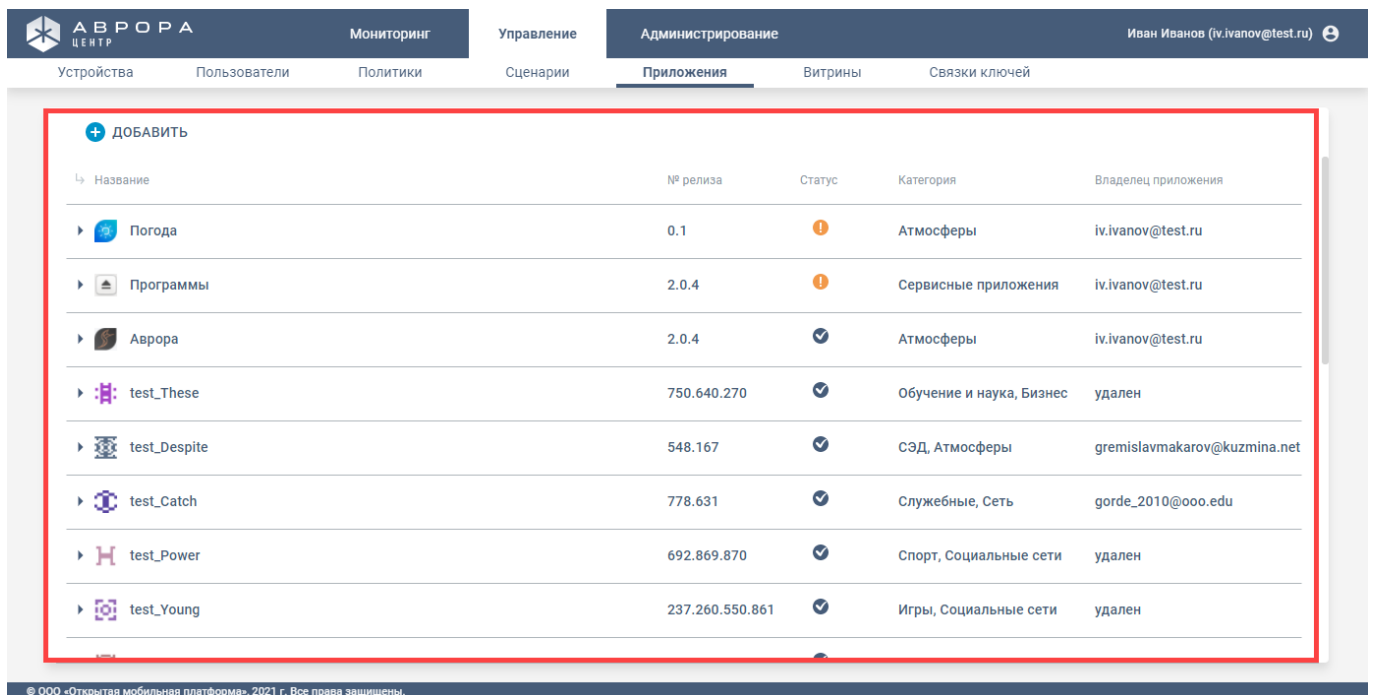 АВРОРА
ЦЕНТР
Мониторинг Управление Администрирование Иван Иванов (iv.ivanov@test.ru)
Устройства Пользователи Политики Сценарии Приложения Витрины Связки ключей
ДОБАВИТЬ
Название № релиза Статус Категория Владелец приложения
Погода 0.1 Атмосферы iv.ivanov@test.ru
Программы 2.0.4 Сервисные приложения iv.ivanov@test.ru
Аврора 2.0.4 Атмосферы iv.ivanov@test.ru
test_These 750.640.270 Обучение и наука, Бизнес удален
test_Despite 548.167 СЭД, Атмосферы gremislavmakarov@kuzmina.net
test_Catch 778.631 Служебные, Сеть gorde_2010@ooo.edu
test_Power 692.869.870 Спорт, Социальные сети удален
test_Young 237.260.550.861 Игры, Социальные сети удален
© ООО «Открытая мобильная платформа», 2021 г. Все права защищены.